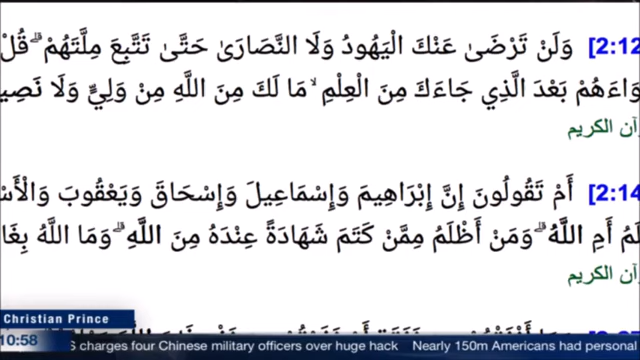 [2:12 وَلَنْ تَرْضَىٰ عَنْكَ الْيَهُودُ وَلَا النَّصَارَىٰ حَتَّىٰ تَتَّبِعَ مِلَّتَهُمْ ۗ قُلْ
وَاءَهُمْ بَعْدَ الَّذِي جَاءَكَ مِنَ الْعِلْمِ ۙ مَا لَكَ مِنَ اللَّهِ مِنْ وَلِيٍّ وَلَا نَصِي
آن الكريم
[2:14 أَمْ تَقُولُونَ إِنَّ إِبْرَاهِيمَ وَإِسْمَاعِيلَ وَإِسْحَاقَ وَيَعْقُوبَ وَالْأَسْ
لَمُ أَمِ اللَّهُ ۗ وَمَنْ أَظْلَمُ مِمَّنْ كَتَمَ شَهَادَةً عِنْدَهُ مِنَ اللَّهِ ۗ وَمَا اللَّهُ بِغَا
آن الكريم
Christian Prince
10:58 S charges four Chinese military officers over huge hack Nearly 150m Americans had personal